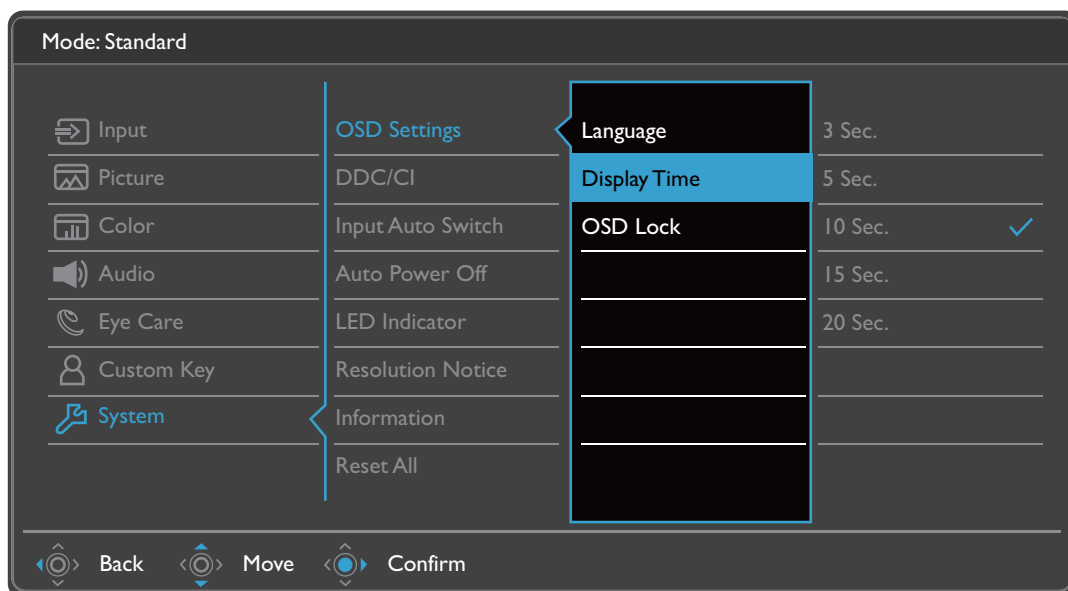 Mode: Standard
Input
Picture
Color
Audio
Eye Care
Custom Key
System
OSD Settings
DDC/CI
Input Auto Switch
Auto Power Off
LED Indicator
Resolution Notice
Information
Reset All
Language
Display Time
OSD Lock
3 Sec.
5 Sec.
10 Sec.
15 Sec.
20 Sec.
Back Move Confirm